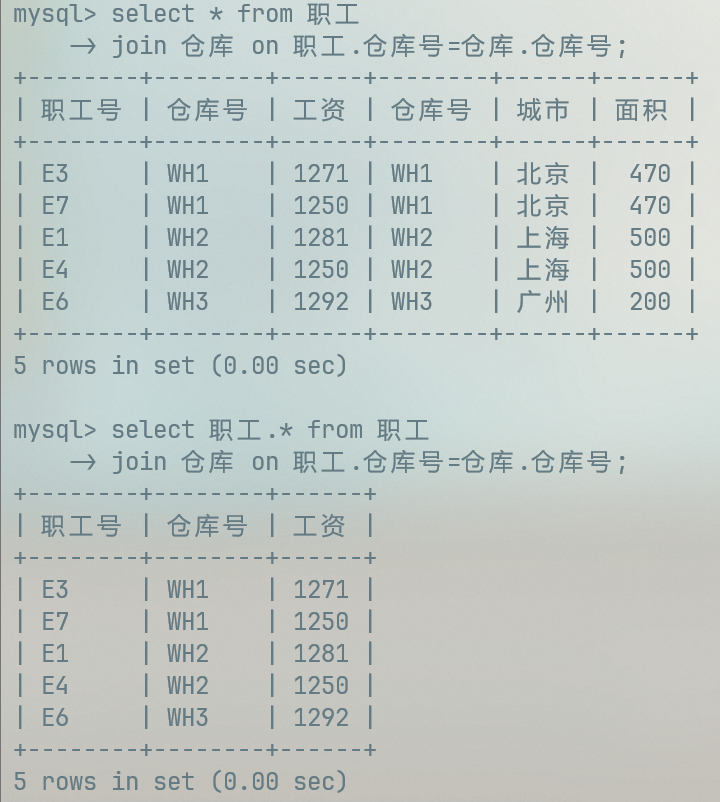 mysql> select * from 职工
    -> join 仓库 on 职工.仓库号=仓库.仓库号;
+--------+--------+------+--------+------+------+
| 职工号 | 仓库号 | 工资 | 仓库号 | 城市 | 面积 |
+--------+--------+------+--------+------+------+
| E3     | WH1    | 1271 | WH1    | 北京 |  470 |
| E7     | WH1    | 1250 | WH1    | 北京 |  470 |
| E1     | WH2    | 1281 | WH2    | 上海 |  500 |
| E4     | WH2    | 1250 | WH2    | 上海 |  500 |
| E6     | WH3    | 1292 | WH3    | 广州 |  200 |
+--------+--------+------+--------+------+------+
5 rows in set (0.00 sec)
mysql> select 职工.* from 职工
    -> join 仓库 on 职工.仓库号=仓库.仓库号;
+--------+--------+------+
| 职工号 | 仓库号 | 工资 |
+--------+--------+------+
| E3     | WH1    | 1271 |
| E7     | WH1    | 1250 |
| E1     | WH2    | 1281 |
| E4     | WH2    | 1250 |
| E6     | WH3    | 1292 |
+--------+--------+------+
5 rows in set (0.00 sec)